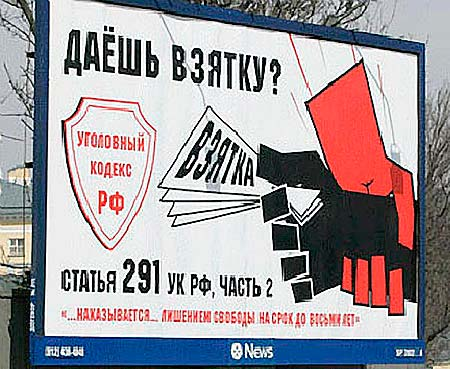 ДАЁШЬ ВЗЯТКУ?
УГОЛОВНЫЙ
КОДЕКС
РФ
ВЗЯТКА
СТАТЬЯ 291 УК РФ, ЧАСТЬ 2
«...НАКАЗЫВАЕТСЯ... ЛИШЕНИЕМ СВОБОДЫ НА СРОК ДО ВОСЬМИ ЛЕТ»
News